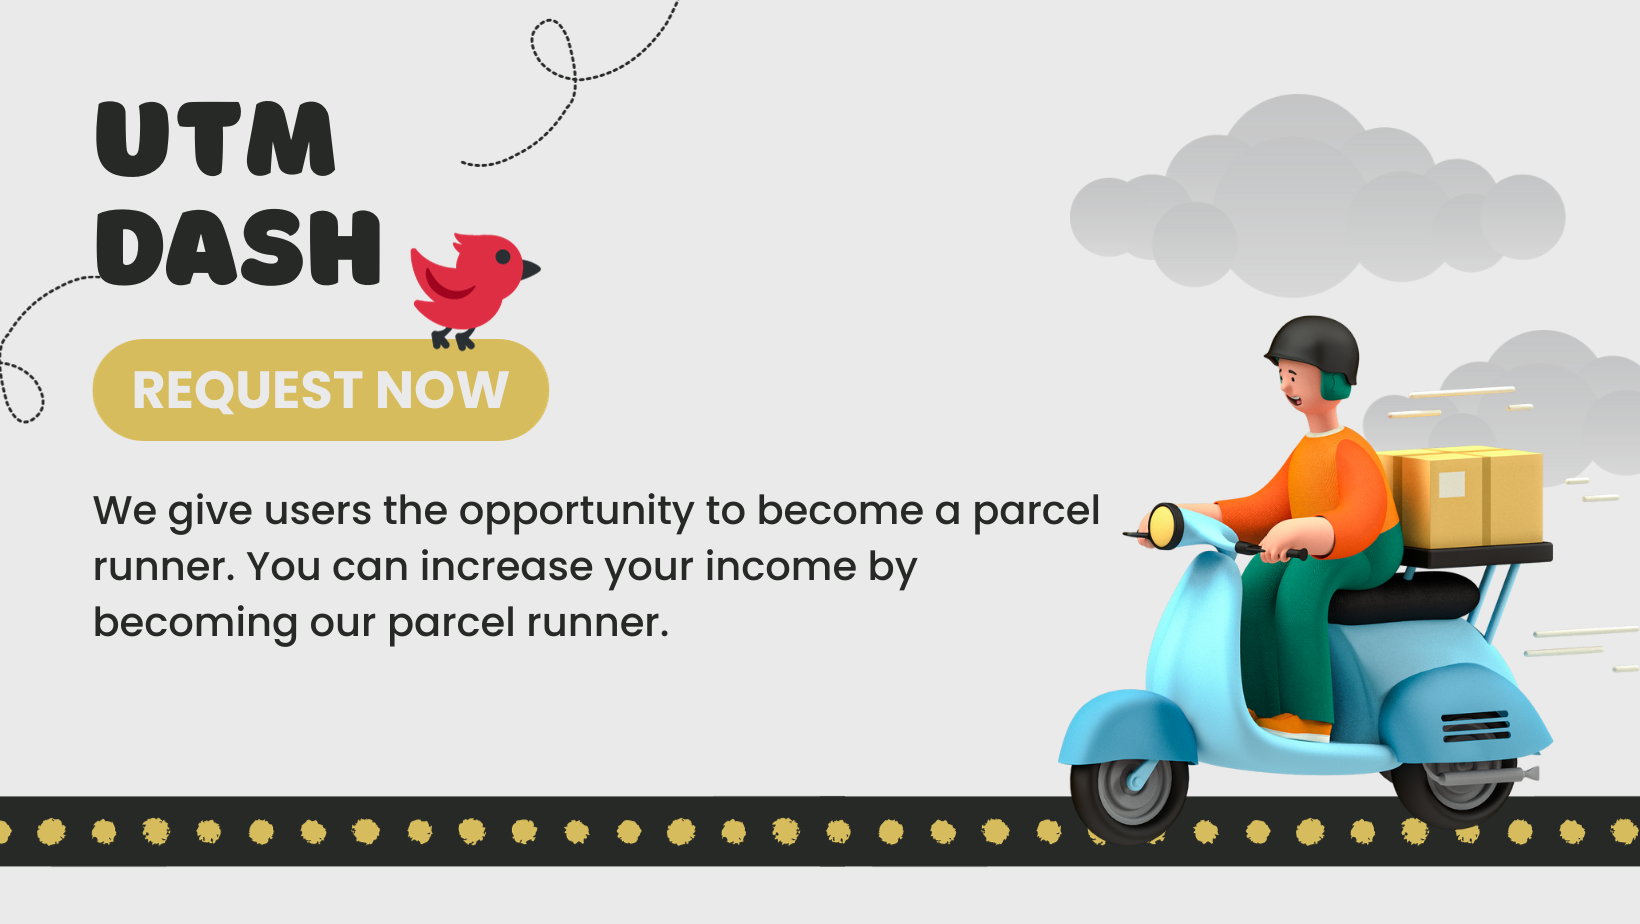 UTM
DASH
REQUEST NOW
We give users the opportunity to become a parcel
runner. You can increase your income by
becoming our parcel runner.